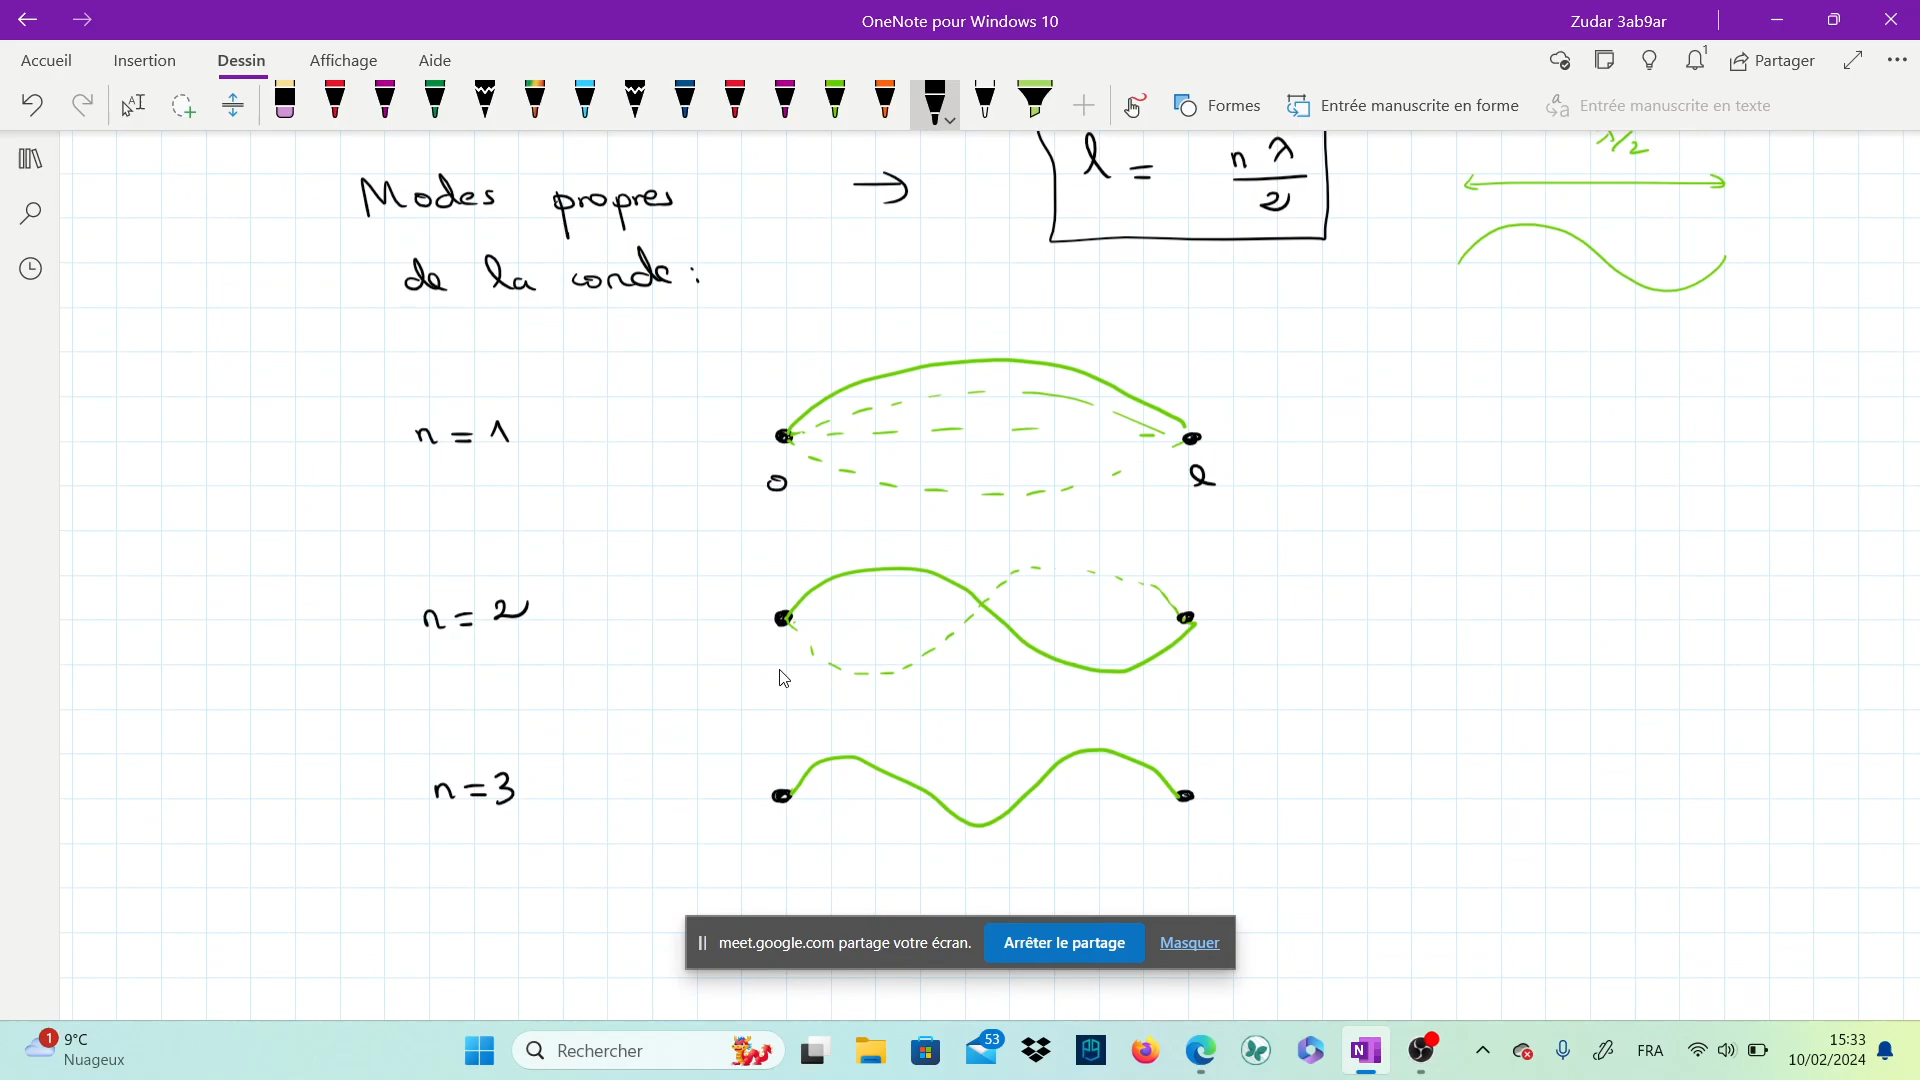 OneNote pour Windows 10
Zudar 3ab9ar
Accueil
Insertion
Dessin
Affichage
Aide
1
Partager
Formes
Entrée manuscrite en forme
Entrée manuscrite en texte
λ/2
l = nλ/2
Modes propres →
de la corde :
n = 1
0
l
n = 2
n = 3
meet.google.com partage votre écran.
Arrêter le partage
Masquer
1
9°C
Nuageux
Rechercher
53
FRA
15:33
10/02/2024